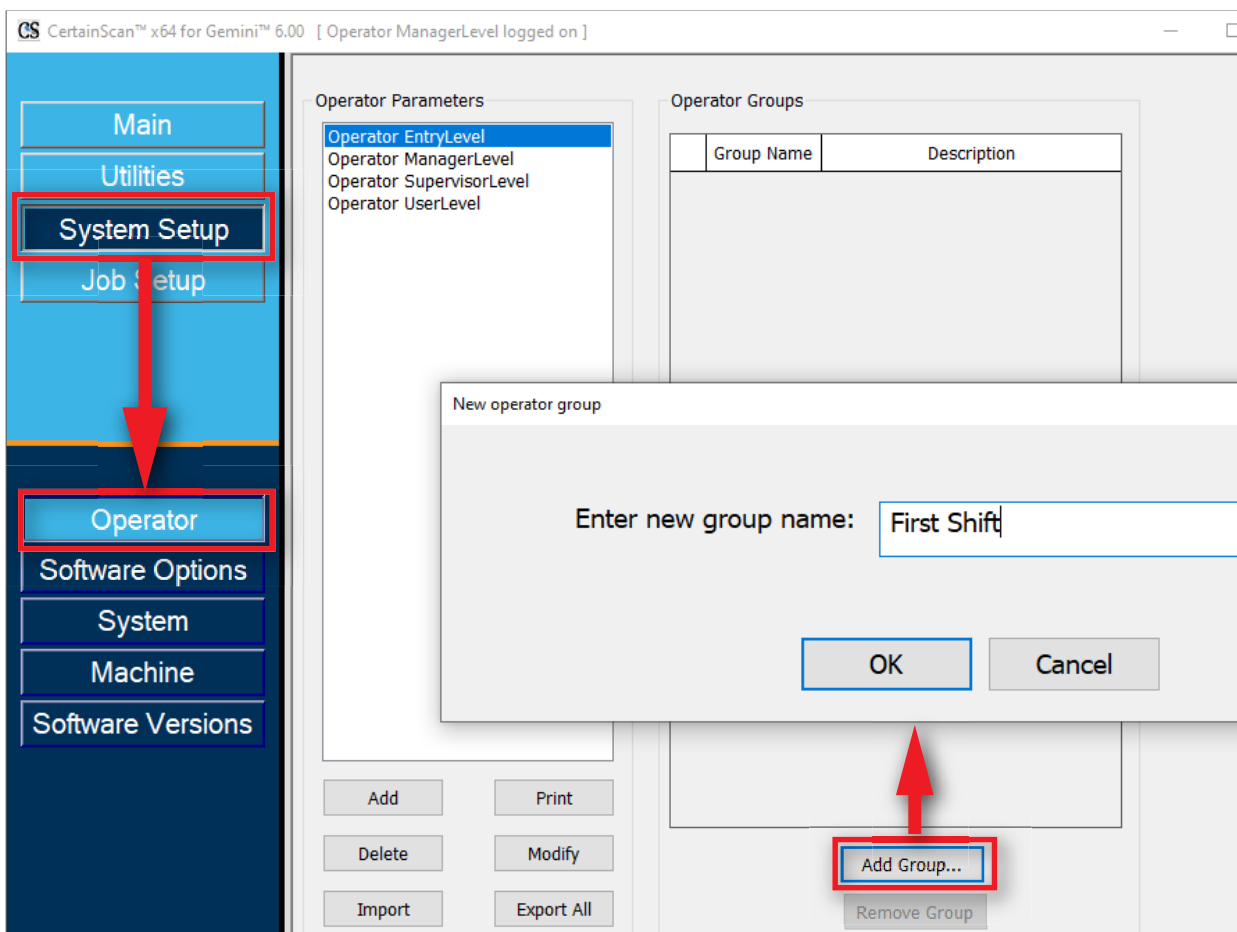 CS CertainScan™ x64 for Gemini™ 6.00 [ Operator ManagerLevel logged on ]
Main
Utilities
System Setup
Job Setup
Operator
Software Options
System
Machine
Software Versions
Operator Parameters
Operator EntryLevel
Operator ManagerLevel
Operator SupervisorLevel
Operator UserLevel
Add
Print
Delete
Modify
Import
Export All
Operator Groups
Group Name Description
New operator group
Enter new group name: First Shift
OK Cancel
Add Group...
Remove Group